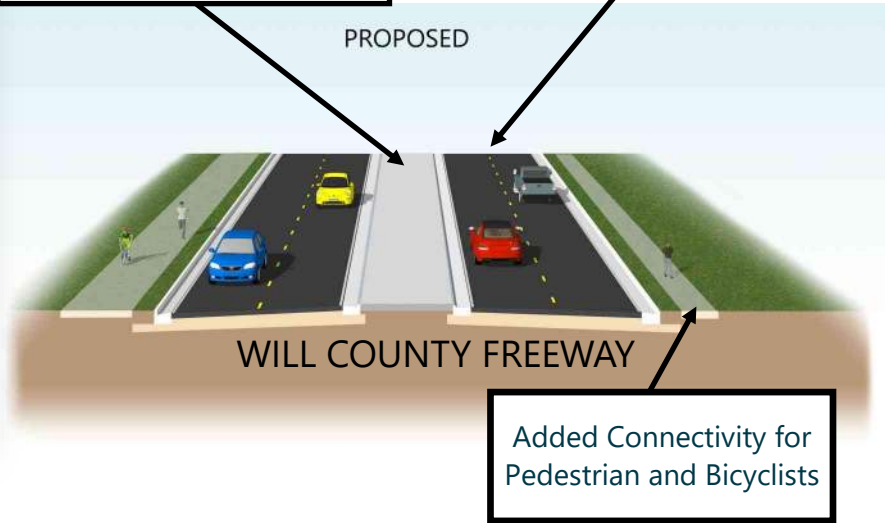 PROPOSED
WILL COUNTY FREEWAY
Added Connectivity for
Pedestrian and Bicyclists